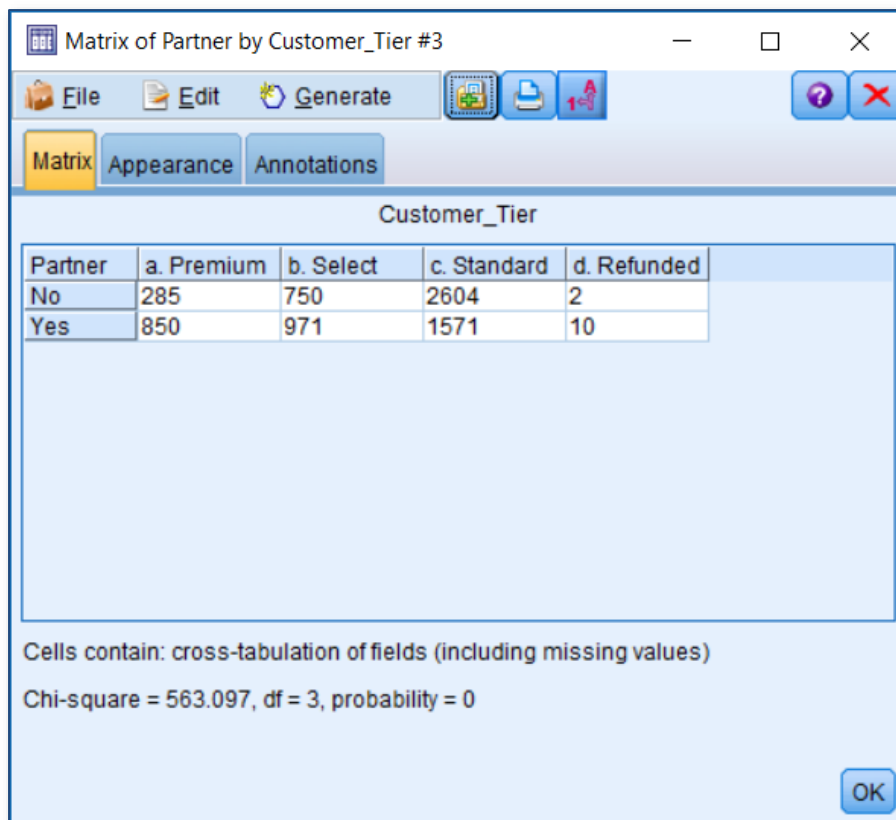 Matrix of Partner by Customer_Tier #3
File Edit Generate
Matrix Appearance Annotations
Customer_Tier
Partner a. Premium b. Select c. Standard d. Refunded
No 285 750 2604 2
Yes 850 971 1571 10
Cells contain: cross-tabulation of fields (including missing values)
Chi-square = 563.097, df = 3, probability = 0
OK